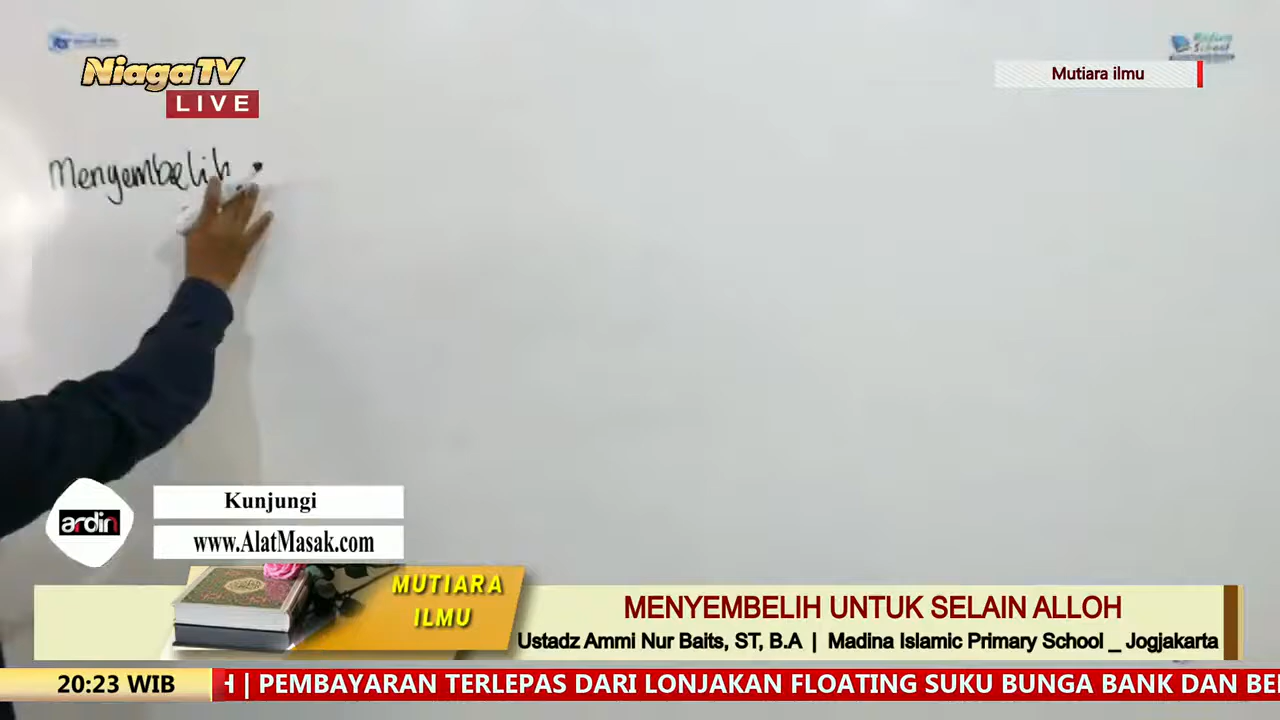 NiagaTV
LIVE
Mutiara ilmu
Menyembelih :
ardin
Kunjungi
www.AlatMasak.com
MUTIARA
ILMU
MENYEMBELIH UNTUK SELAIN ALLOH
Ustadz Ammi Nur Baits, ST, B.A | Madina Islamic Primary School _ Jogjakarta
20:23 WIB
| PEMBAYARAN TERLEPAS DARI LONJAKAN FLOATING SUKU BUNGA BANK DAN